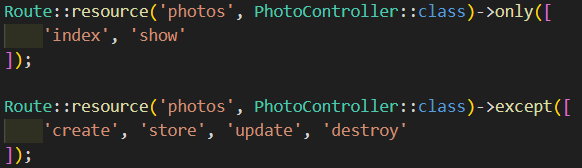 Route::resource('photos', PhotoController::class)->only([
    'index', 'show'
]);
Route::resource('photos', PhotoController::class)->except([
    'create', 'store', 'update', 'destroy'
]);